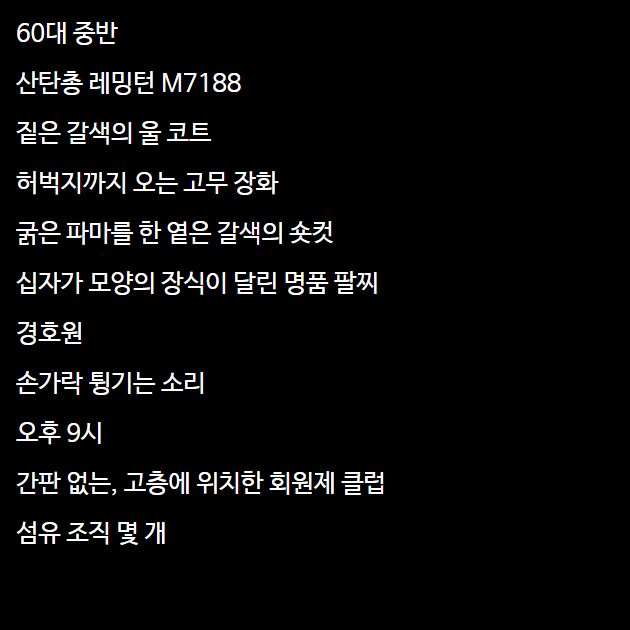 60대 중반
산탄총 레밍턴 M7188
짙은 갈색의 울 코트
허벅지까지 오는 고무 장화
굵은 파마를 한 옅은 갈색의 숏컷
십자가 모양의 장식이 달린 명품 팔찌
경호원
손가락 튕기는 소리
오후 9시
간판 없는, 고층에 위치한 회원제 클럽
섬유 조직 몇 개